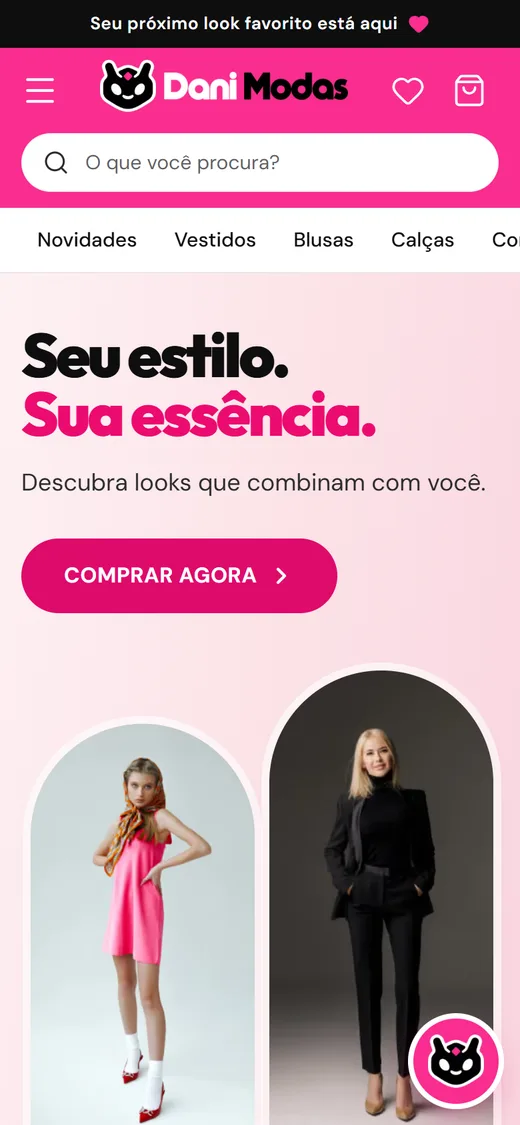 Seu próximo look favorito está aqui
Dani Modas
O que você procura?
Novidades Vestidos Blusas Calças
Seu estilo.
Sua essência.
Descubra looks que combinam com você.
COMPRAR AGORA